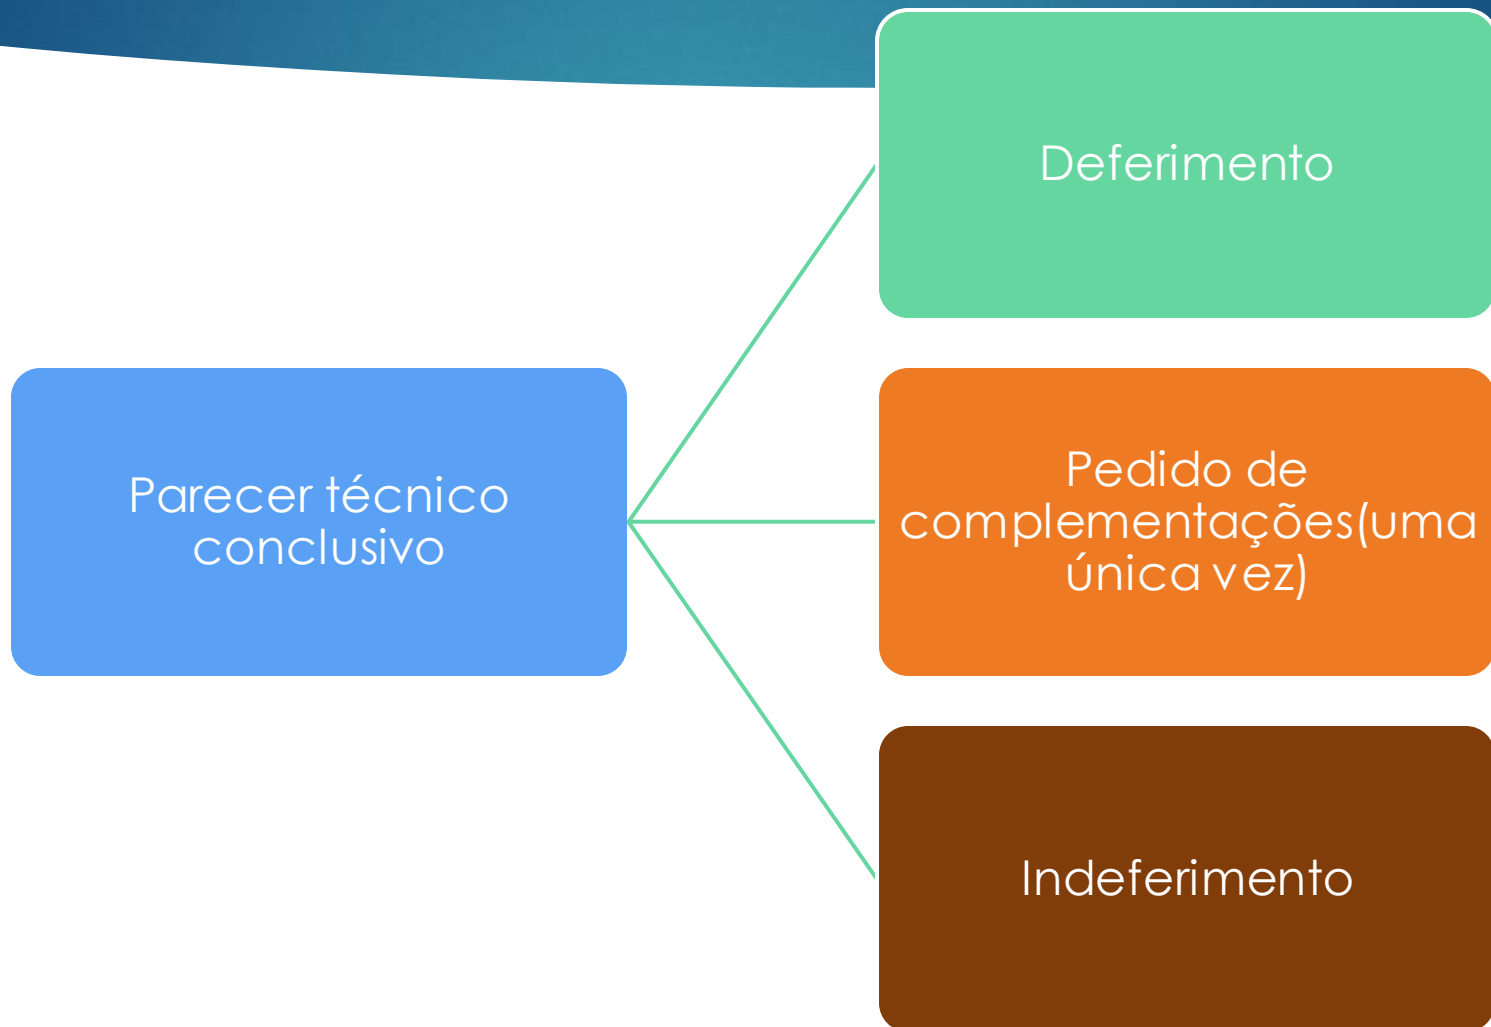 Deferimento
Parecer técnico
conclusivo
Pedido de
complementações(uma
única vez)
Indeferimento